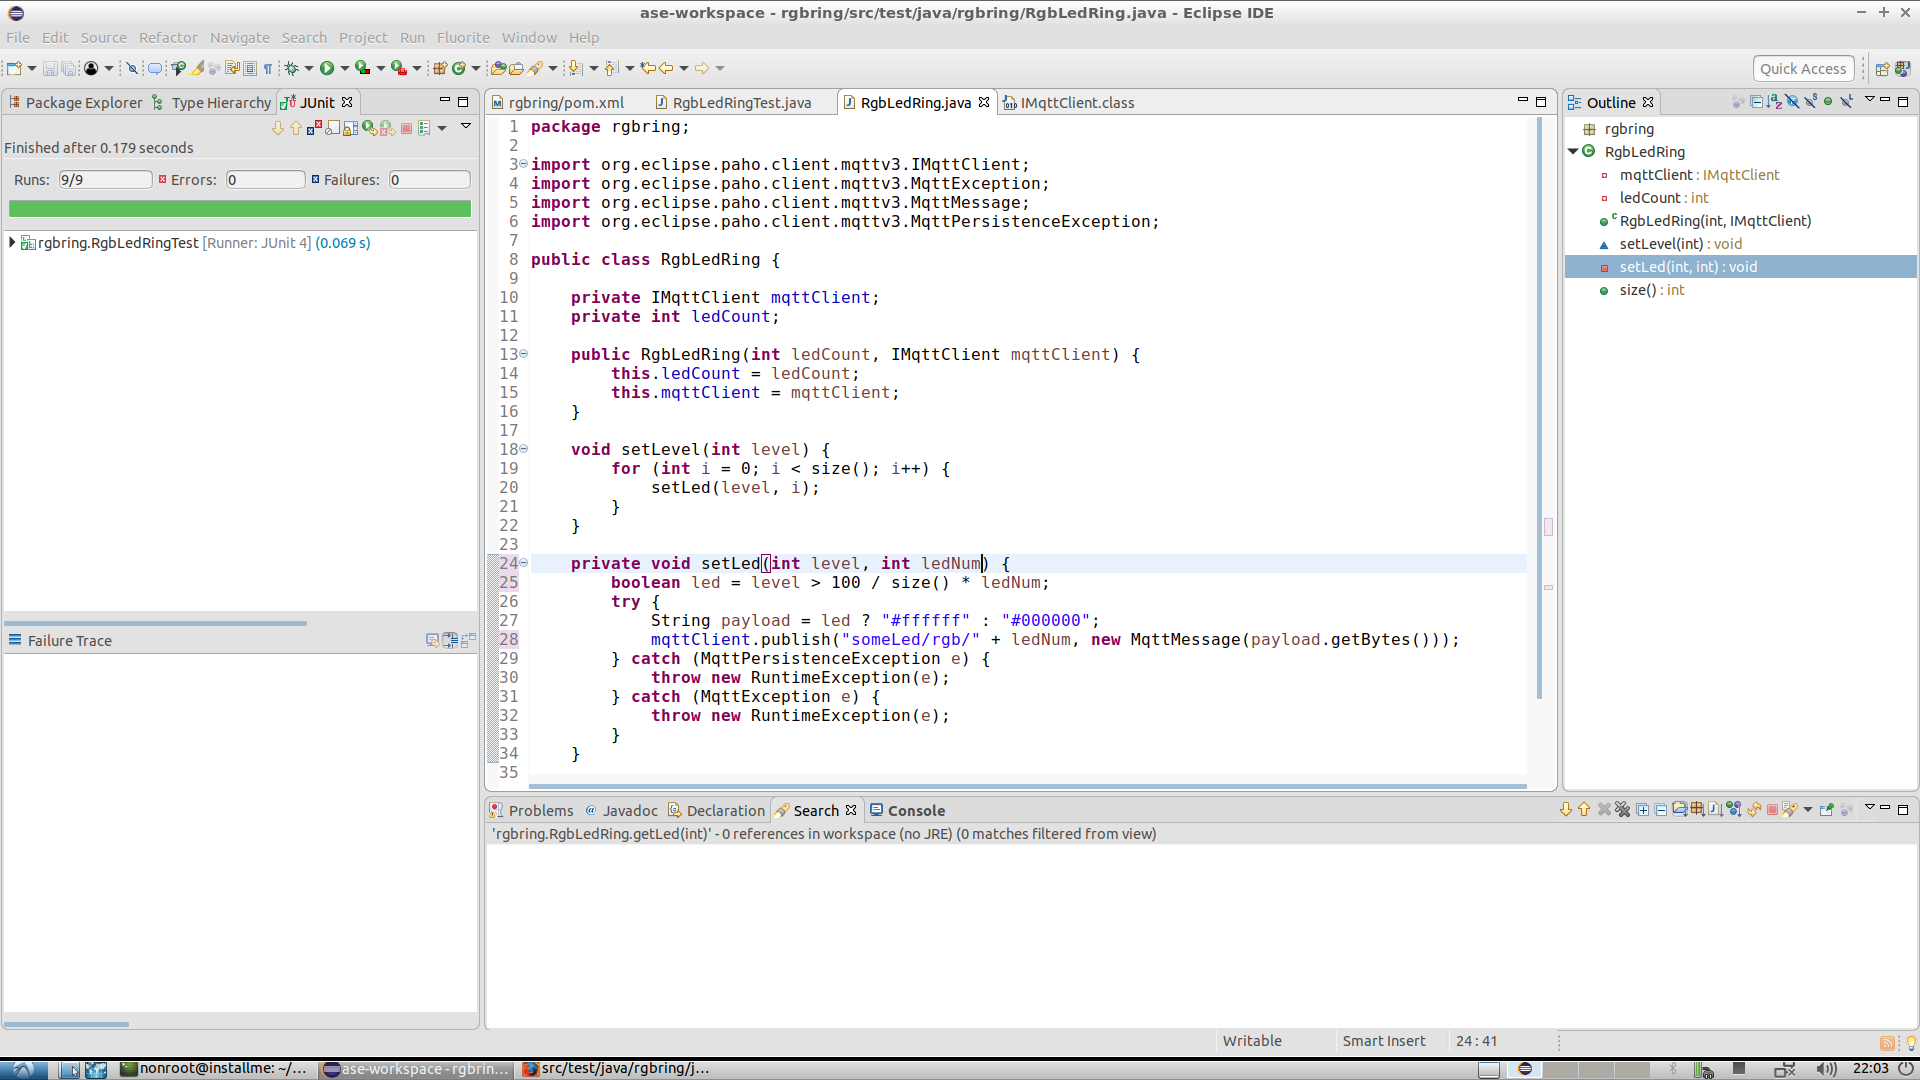 ase-workspace - rgbring/src/test/java/rgbring/RgbLedRing.java - Eclipse IDE
File Edit Source Refactor Navigate Search Project Run Fluorite Window Help
Quick Access
Package Explorer Type Hierarchy JUnit
Finished after 0.179 seconds
Runs: 9/9 Errors: 0 Failures: 0
rgbring.RgbLedRingTest [Runner: JUnit 4] (0.069 s)
Failure Trace
rgbring/pom.xml RgbLedRingTest.java RgbLedRing.java IMqttClient.class
1 package rgbring;
2
3 import org.eclipse.paho.client.mqttv3.IMqttClient;
4 import org.eclipse.paho.client.mqttv3.MqttException;
5 import org.eclipse.paho.client.mqttv3.MqttMessage;
6 import org.eclipse.paho.client.mqttv3.MqttPersistenceException;
7
8 public class RgbLedRing {
9
10 private IMqttClient mqttClient;
11 private int ledCount;
12
13 public RgbLedRing(int ledCount, IMqttClient mqttClient) {
14 this.ledCount = ledCount;
15 this.mqttClient = mqttClient;
16 }
17
18 void setLevel(int level) {
19 for (int i = 0; i < size(); i++) {
20 setLed(level, i);
21 }
22 }
23
24 private void setLed(int level, int ledNum) {
25 boolean led = level > 100 / size() * ledNum;
26 try {
27 String payload = led ? "#ffffff" : "#000000";
28 mqttClient.publish("someLed/rgb/" + ledNum, new MqttMessage(payload.getBytes()));
29 } catch (MqttPersistenceException e) {
30 throw new RuntimeException(e);
31 } catch (MqttException e) {
32 throw new RuntimeException(e);
33 }
34 }
35
Outline
rgbring
RgbLedRing
mqttClient : IMqttClient
ledCount : int
RgbLedRing(int, IMqttClient)
setLevel(int) : void
setLed(int, int) : void
size() : int
Problems Javadoc Declaration Search Console
'rgbring.RgbLedRing.getLed(int)' - 0 references in workspace (no JRE) (0 matches filtered from view)
Writable Smart Insert 24 : 41
nonroot@installme: ~/... ase-workspace - rgbrin... src/test/java/rgbring/j... 22:03